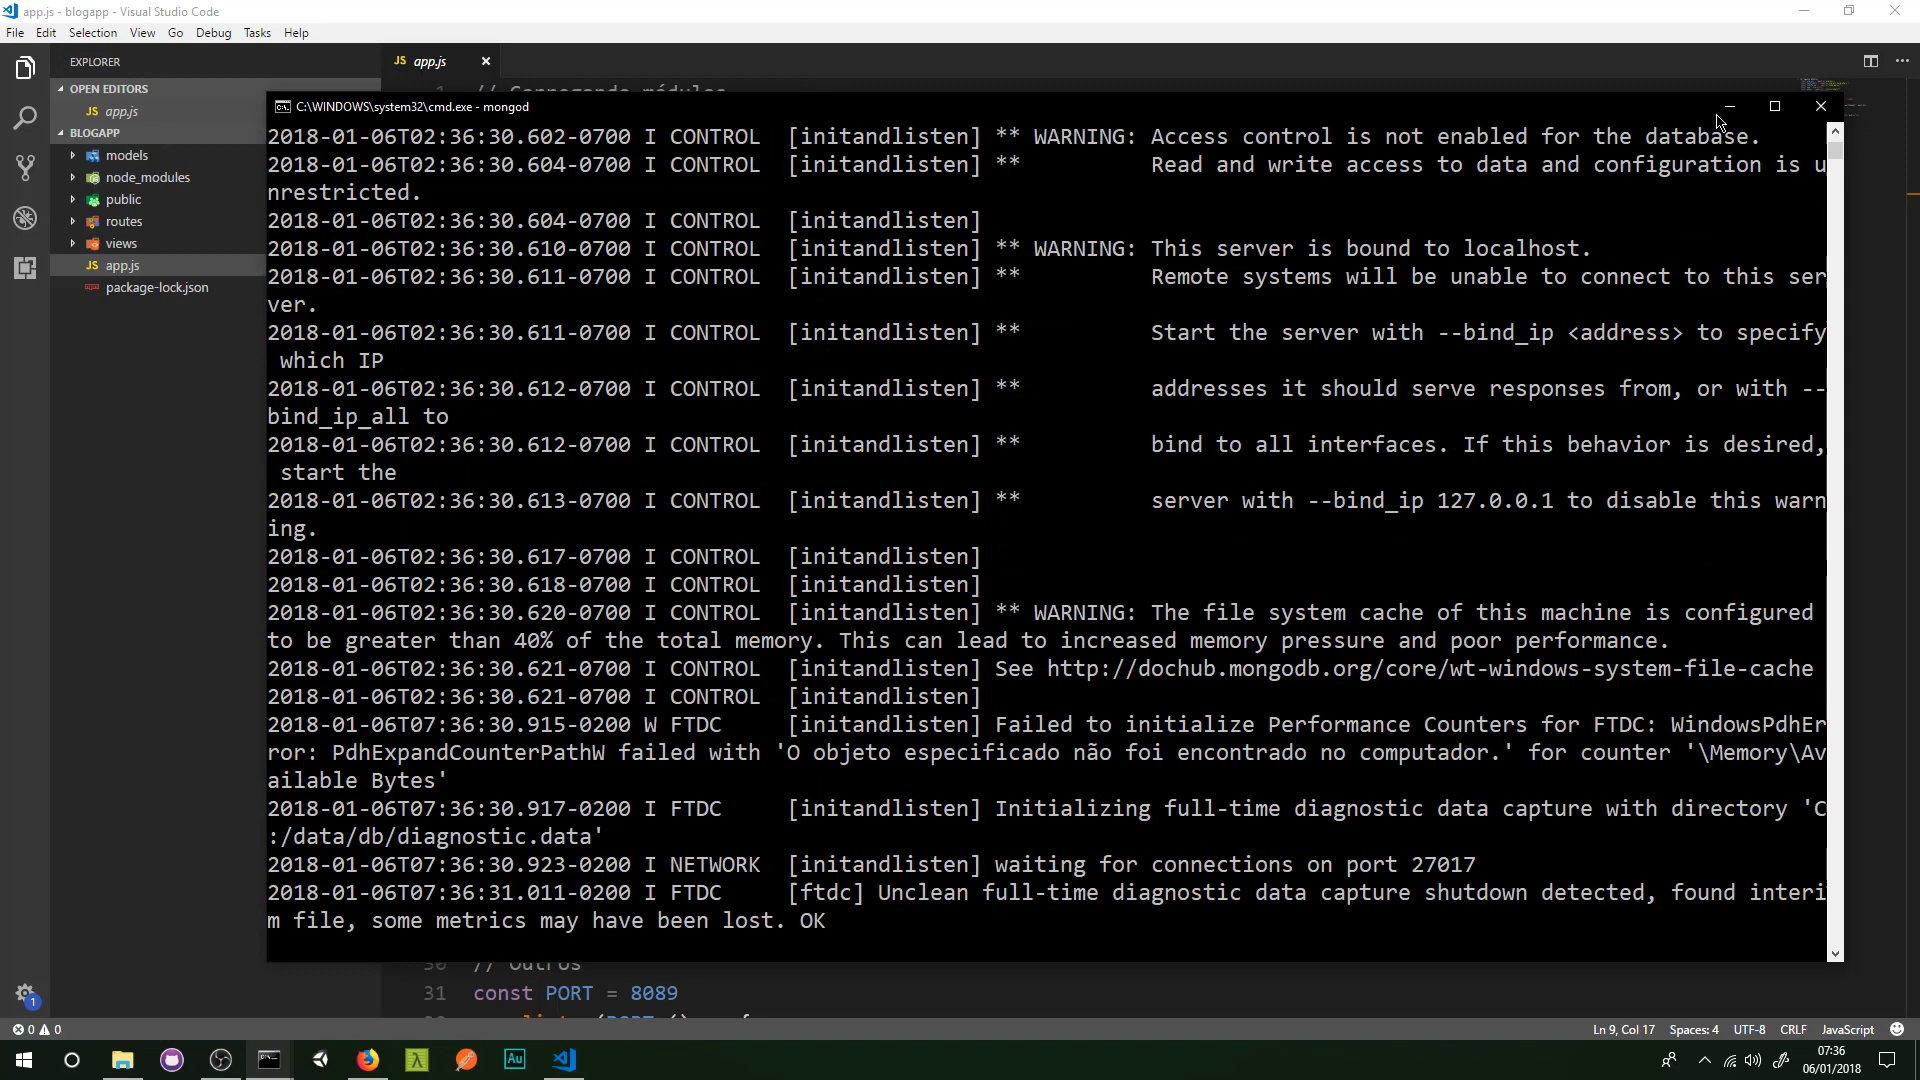 app.js - blogapp - Visual Studio Code
File Edit Selection View Go Debug Tasks Help
EXPLORER
JS app.js
OPEN EDITORS
JS app.js
BLOGAPP
models
node_modules
public
routes
views
JS app.js
package-lock.json
C:\WINDOWS\system32\cmd.exe - mongod
2018-01-06T02:36:30.602-0700 I CONTROL  [initandlisten] ** WARNING: Access control is not enabled for the database.
2018-01-06T02:36:30.604-0700 I CONTROL  [initandlisten] **          Read and write access to data and configuration is u
nrestricted.
2018-01-06T02:36:30.604-0700 I CONTROL  [initandlisten]
2018-01-06T02:36:30.610-0700 I CONTROL  [initandlisten] ** WARNING: This server is bound to localhost.
2018-01-06T02:36:30.611-0700 I CONTROL  [initandlisten] **          Remote systems will be unable to connect to this ser
ver.
2018-01-06T02:36:30.611-0700 I CONTROL  [initandlisten] **          Start the server with --bind_ip <address> to specify
 which IP
2018-01-06T02:36:30.612-0700 I CONTROL  [initandlisten] **          addresses it should serve responses from, or with --
bind_ip_all to
2018-01-06T02:36:30.612-0700 I CONTROL  [initandlisten] **          bind to all interfaces. If this behavior is desired,
 start the
2018-01-06T02:36:30.613-0700 I CONTROL  [initandlisten] **          server with --bind_ip 127.0.0.1 to disable this warn
ing.
2018-01-06T02:36:30.617-0700 I CONTROL  [initandlisten]
2018-01-06T02:36:30.618-0700 I CONTROL  [initandlisten]
2018-01-06T02:36:30.620-0700 I CONTROL  [initandlisten] ** WARNING: The file system cache of this machine is configured
to be greater than 40% of the total memory. This can lead to increased memory pressure and poor performance.
2018-01-06T02:36:30.621-0700 I CONTROL  [initandlisten] See http://dochub.mongodb.org/core/wt-windows-system-file-cache
2018-01-06T02:36:30.621-0700 I CONTROL  [initandlisten]
2018-01-06T07:36:30.915-0200 W FTDC     [initandlisten] Failed to initialize Performance Counters for FTDC: WindowsPdhEr
ror: PdhExpandCounterPathW failed with 'O objeto especificado não foi encontrado no computador.' for counter '\Memory\Av
ailable Bytes'
2018-01-06T07:36:30.917-0200 I FTDC     [initandlisten] Initializing full-time diagnostic data capture with directory 'C
:/data/db/diagnostic.data'
2018-01-06T07:36:30.923-0200 I NETWORK  [initandlisten] waiting for connections on port 27017
2018-01-06T07:36:31.011-0200 I FTDC     [ftdc] Unclean full-time diagnostic data capture shutdown detected, found interi
m file, some metrics may have been lost. OK
30 // Outros
31 const PORT = 8089
1
0 0
Ln 9, Col 17 Spaces: 4 UTF-8 CRLF JavaScript
Au
07:36
06/01/2018